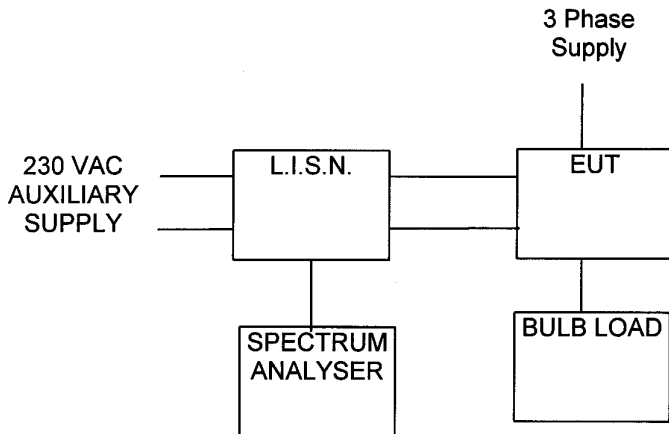 3 Phase
Supply
230 VAC
AUXILIARY
SUPPLY
L.I.S.N.
EUT
SPECTRUM
ANALYSER
BULB LOAD